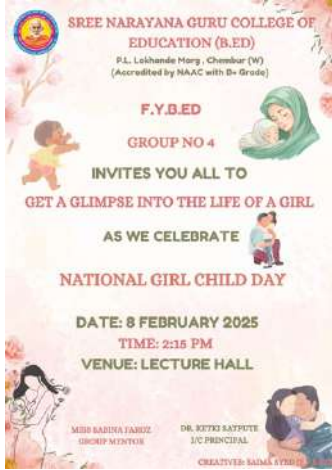 SREE NARAYANA GURU COLLEGE OF
EDUCATION (B.ED)
P.L. Lokhande Marg , Chembur (W)
(Accredited by NAAC with B+ Grade)
F.Y.B.ED
GROUP NO 4
INVITES YOU ALL TO
GET A GLIMPSE INTO THE LIFE OF A GIRL
AS WE CELEBRATE
NATIONAL GIRL CHILD DAY
DATE: 8 FEBRUARY 2025
TIME: 2:15 PM
VENUE: LECTURE HALL
MISS SABINA FAROZ
GROUP MENTOR
DR. KETKI SATPUTE
I/C PRINCIPAL
CREATIVES: SAIMA SYED